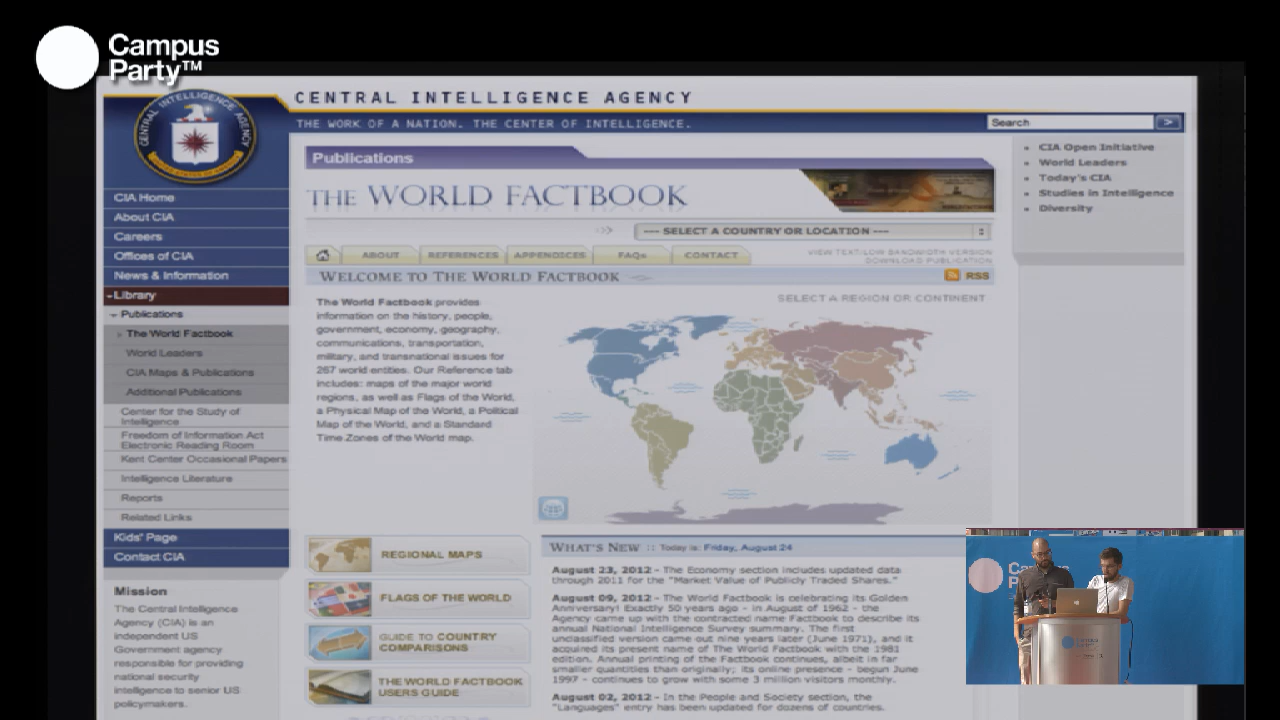 Campus
Party™
CENTRAL INTELLIGENCE AGENCY
THE WORK OF A NATION. THE CENTER OF INTELLIGENCE.
Search
CENTRAL INTELLIGENCE AGENCY
UNITED STATES OF AMERICA
CIA Home
About CIA
Careers
Offices of CIA
News & Information
Library
Publications
The World Factbook
World Leaders
CIA Maps & Publications
Additional Publications
Center for the Study of
Intelligence
Freedom of Information Act
Electronic Reading Room
Kent Center Occasional Papers
Intelligence Literature
Reports
Related Links
Kids' Page
Contact CIA
Mission
The Central Intelligence
Agency (CIA) is an
independent US
Government agency
responsible for providing
national security
intelligence to senior US
policymakers.
Publications
THE WORLD FACTBOOK
--- SELECT A COUNTRY OR LOCATION ---
ABOUT
REFERENCES
APPENDICES
FAQs
CONTACT
VIEW TEXT/LOW BANDWIDTH VERSION
DOWNLOAD PUBLICATION
WELCOME TO THE WORLD FACTBOOK
RSS
The World Factbook provides
information on the history, people,
government, economy, geography,
communications, transportation,
military, and transnational issues for
267 world entities. Our Reference tab
includes: maps of the major world
regions, as well as Flags of the World,
a Physical Map of the World, a Political
Map of the World, and a Standard
Time Zones of the World map.
SELECT A REGION OR CONTINENT
REGIONAL MAPS
FLAGS OF THE WORLD
GUIDE TO COUNTRY
COMPARISONS
THE WORLD FACTBOOK
USERS GUIDE
WHAT'S NEW :: Today is: Friday, August 24
August 23, 2012 - The Economy section includes updated data
through 2011 for the "Market Value of Publicly Traded Shares."
August 09, 2012 - The World Factbook is celebrating its Golden
Anniversary! Exactly 50 years ago - in August of 1962 - the
Agency came up with the contracted name Factbook to describe its
annual National Intelligence Survey summary. The first
unclassified version came out nine years later (June 1971), and it
acquired its present name of The World Factbook with the 1981
edition. Annual printing of the Factbook continues, albeit in far
smaller quantities than originally; its online presence - begun June
1997 - continues to grow with some 3 million visitors monthly.
August 02, 2012 - In the People and Society section, the
"Languages" entry has been updated for dozens of countries.
CIA Open Initiative
World Leaders
Today's CIA
Studies in Intelligence
Diversity